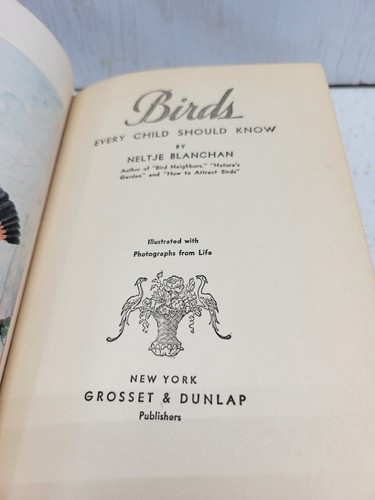 Birds
EVERY CHILD SHOULD KNOW
BY
NELTJE BLANCHAN
Author of "Bird Neighbors," "Nature's
Garden" and "How to Attract Birds"
Illustrated with
Photographs from Life
NEW YORK
GROSSET & DUNLAP
Publishers